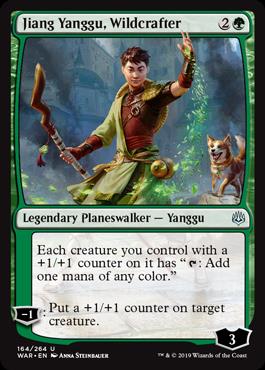 Jiang Yanggu, Wildcrafter 2
Legendary Planeswalker — Yanggu
Each creature you control with a
+1/+1 counter on it has “: Add
one mana of any color.”
-1: Put a +1/+1 counter on target
creature.
3
164/264 U
WAR • EN Anna Steinbauer
™ & © 2019 Wizards of the Coast